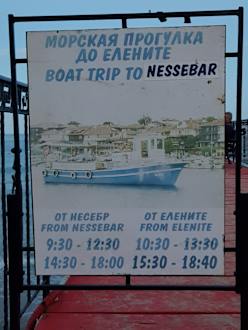 МОРСКАЯ ПРОГУЛКА
ДО ЕЛЕНИТЕ
BOAT TRIP TO NESSEBAR
ОТ НЕСЕБР
FROM NESSEBAR
9:30 - 12:30
14:30 - 18:00
ОТ ЕЛЕНИТЕ
FROM ELENITE
10:30 - 13:30
15:30 - 18:40